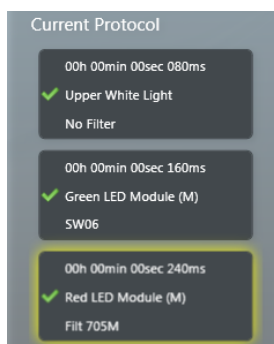 Current Protocol
00h 00min 00sec 080ms
Upper White Light
No Filter
00h 00min 00sec 160ms
Green LED Module (M)
SW06
00h 00min 00sec 240ms
Red LED Module (M)
Filt 705M